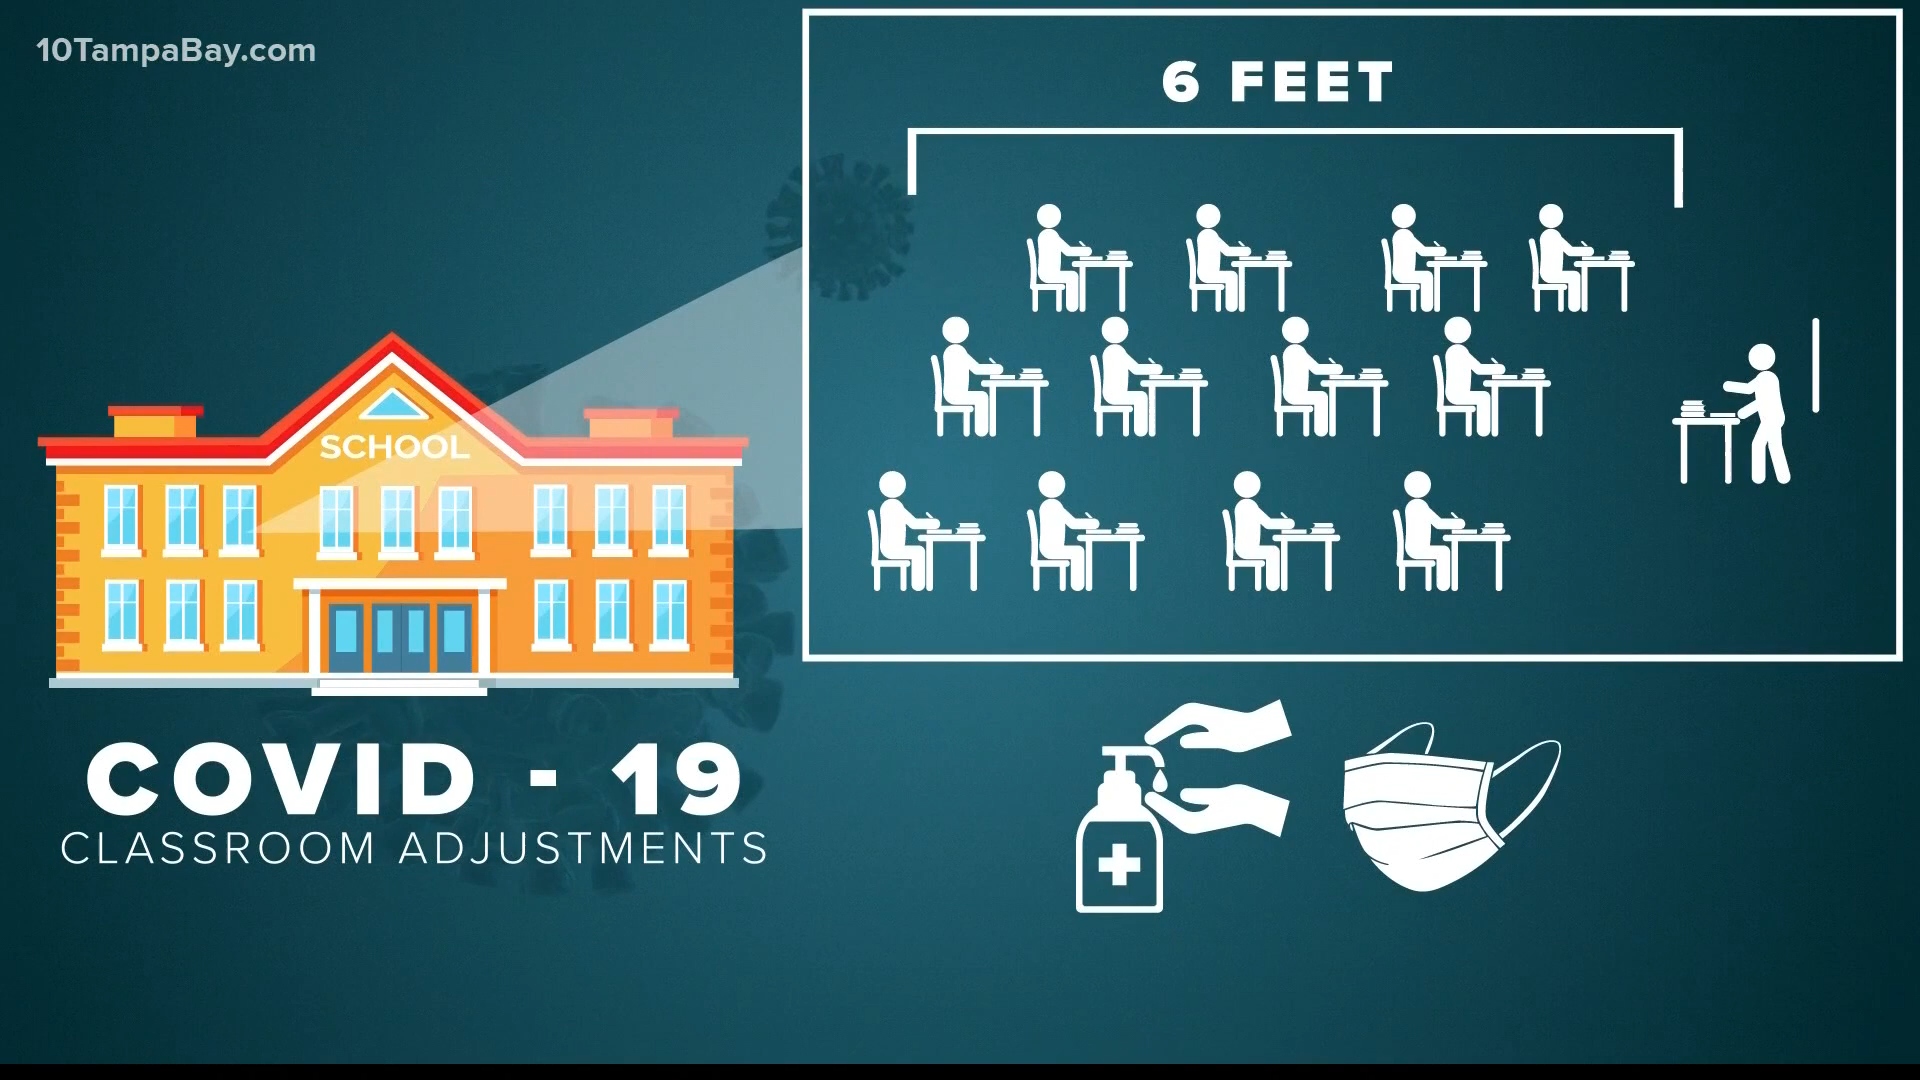 10TampaBay.com
6 FEET
SCHOOL
COVID - 19
CLASSROOM ADJUSTMENTS